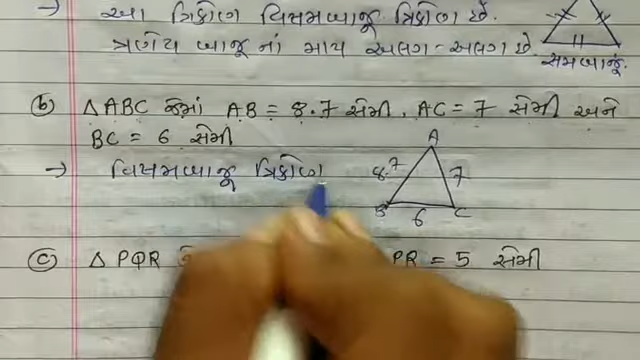 → આ ત્રિકોણ વિષમબાજુ ત્રિકોણ છે.
ત્રણેય બાજુ નાં માપ અલગ-અલગ છે.
સમબાજુ.
(b) △ABC જેમાં AB = 8.7 સેમી, AC = 7 સેમી અને
BC = 6 સેમી
→ વિષમબાજુ ત્રિકોણ
A
8.7 7
B 6 C
(c) △PQR PR = 5 સેમી